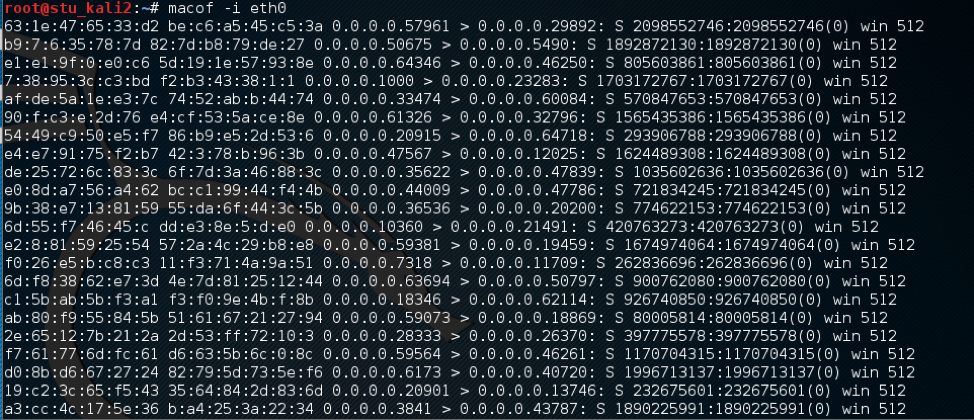 root@stu_kali2:~# macof -i eth0
63:1e:47:65:33:d2 be:c6:a5:45:c5:3a 0.0.0.0.57961 > 0.0.0.0.29892: S 2098552746:2098552746(0) win 512
b9:7:6:35:78:7d 82:7d:b8:79:de:27 0.0.0.0.50675 > 0.0.0.0.5490: S 1892872130:1892872130(0) win 512
e1:e1:9f:0:e0:c6 5d:19:1e:57:93:8e 0.0.0.0.64346 > 0.0.0.0.46250: S 805603861:805603861(0) win 512
7:38:95:3c:c3:bd f2:b3:43:38:1:1 0.0.0.0.1000 > 0.0.0.0.23283: S 1703172767:1703172767(0) win 512
af:de:5a:1e:e3:7c 74:52:ab:b:44:74 0.0.0.0.33474 > 0.0.0.0.60084: S 570847653:570847653(0) win 512
90:f:c3:e:2d:76 e4:cf:53:5a:ce:8e 0.0.0.0.61326 > 0.0.0.0.32796: S 1565435386:1565435386(0) win 512
54:49:c:50:e5:f7 86:b9:e5:2d:53:6 0.0.0.0.20915 > 0.0.0.0.64718: S 293906788:293906788(0) win 512
e4:e7:91:75:f2:b7 42:3:78:b:96:3b 0.0.0.0.47567 > 0.0.0.0.12025: S 1624489308:1624489308(0) win 512
de:25:72:6c:83:3c 6f:7d:3a:46:88:3c 0.0.0.0.35622 > 0.0.0.0.47839: S 1035602636:1035602636(0) win 512
e0:8d:a7:56:a4:62 bc:c1:99:44:f4:4b 0.0.0.0.44009 > 0.0.0.0.47786: S 721834245:721834245(0) win 512
9b:38:e7:13:81:59 55:da:6f:44:3c:5b 0.0.0.0.36536 > 0.0.0.0.20200: S 774622153:774622153(0) win 512
6d:55:f7:46:45:c dd:e3:8e:5:d:e0 0.0.0.0.10360 > 0.0.0.0.21491: S 420763273:420763273(0) win 512
e2:8:81:59:25:54 57:2a:4c:29:b8:e8 0.0.0.0.59381 > 0.0.0.0.19459: S 1674974064:1674974064(0) win 512
f0:26:e5:b:c8:c3 11:f3:71:4a:9a:51 0.0.0.0.7318 > 0.0.0.0.11709: S 262836696:262836696(0) win 512
6d:f8:38:62:e7:3d 4e:7d:81:25:12:44 0.0.0.0.63694 > 0.0.0.0.50797: S 900762080:900762080(0) win 512
c1:5b:ab:5b:f3:a1 f3:f0:9e:4b:f:8b 0.0.0.0.18346 > 0.0.0.0.62114: S 926740850:926740850(0) win 512
ab:80:f9:55:84:5b 51:61:67:21:27:94 0.0.0.0.59073 > 0.0.0.0.18869: S 80005814:80005814(0) win 512
2e:65:12:7b:21:2a 2d:53:ff:72:10:3 0.0.0.0.28333 > 0.0.0.0.26370: S 397775578:397775578(0) win 512
f7:61:77:6d:fc:61 d6:63:5b:6c:0:8c 0.0.0.0.59564 > 0.0.0.0.46261: S 1170704315:1170704315(0) win 512
d0:8b:d6:67:27:24 82:79:5d:73:5e:f6 0.0.0.0.6173 > 0.0.0.0.40720: S 1996713137:1996713137(0) win 512
19:c2:3c:65:f5:43 35:64:84:2d:83:6d 0.0.0.0.20901 > 0.0.0.0.13746: S 232675601:232675601(0) win 512
a3:cc:4c:17:5e:36 b:a4:25:3a:22:34 0.0.0.0.3841 > 0.0.0.0.43787: S 1890225991:1890225991(0) win 512